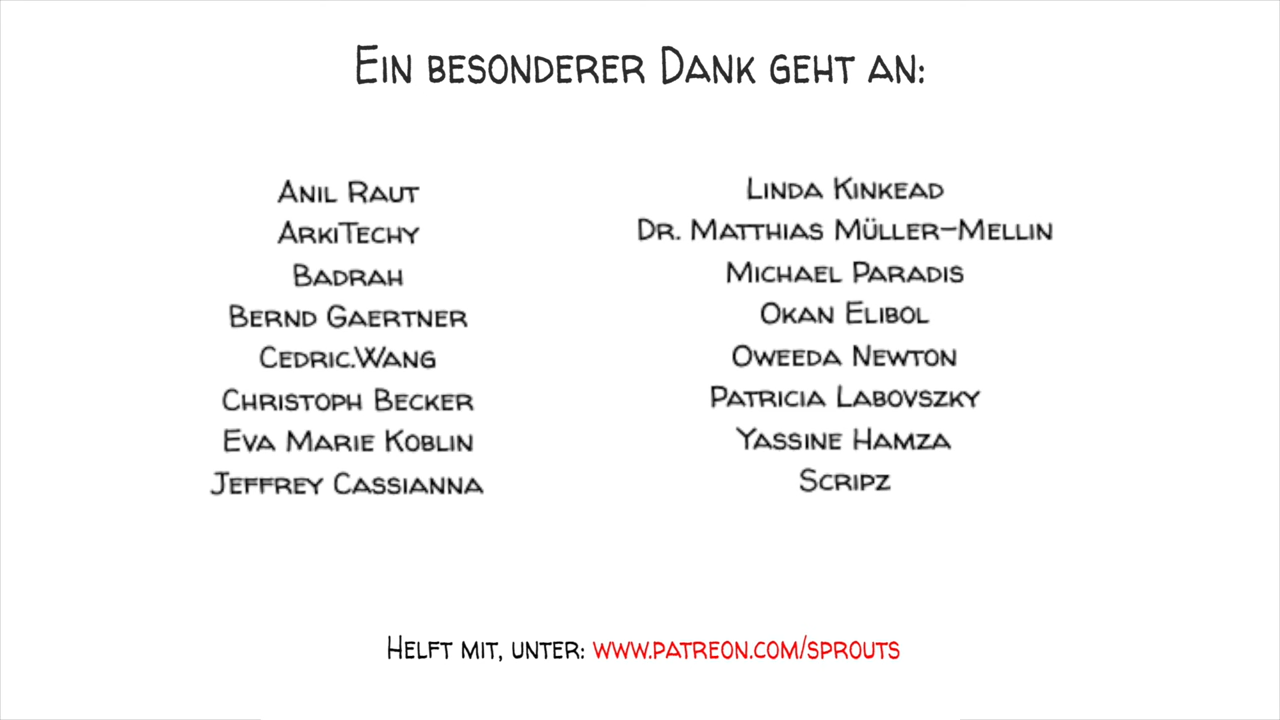 Ein besonderer Dank geht an:
Anil Raut
ArkiTechy
Badrah
Bernd Gaertner
Cedric.Wang
Christoph Becker
Eva Marie Koblin
Jeffrey Cassianna
Linda Kinkead
Dr. Matthias Müller-Mellin
Michael Paradis
Okan Elibol
Oweeda Newton
Patricia Labovszky
Yassine Hamza
Scripz
Helft mit, unter: www.patreon.com/sprouts